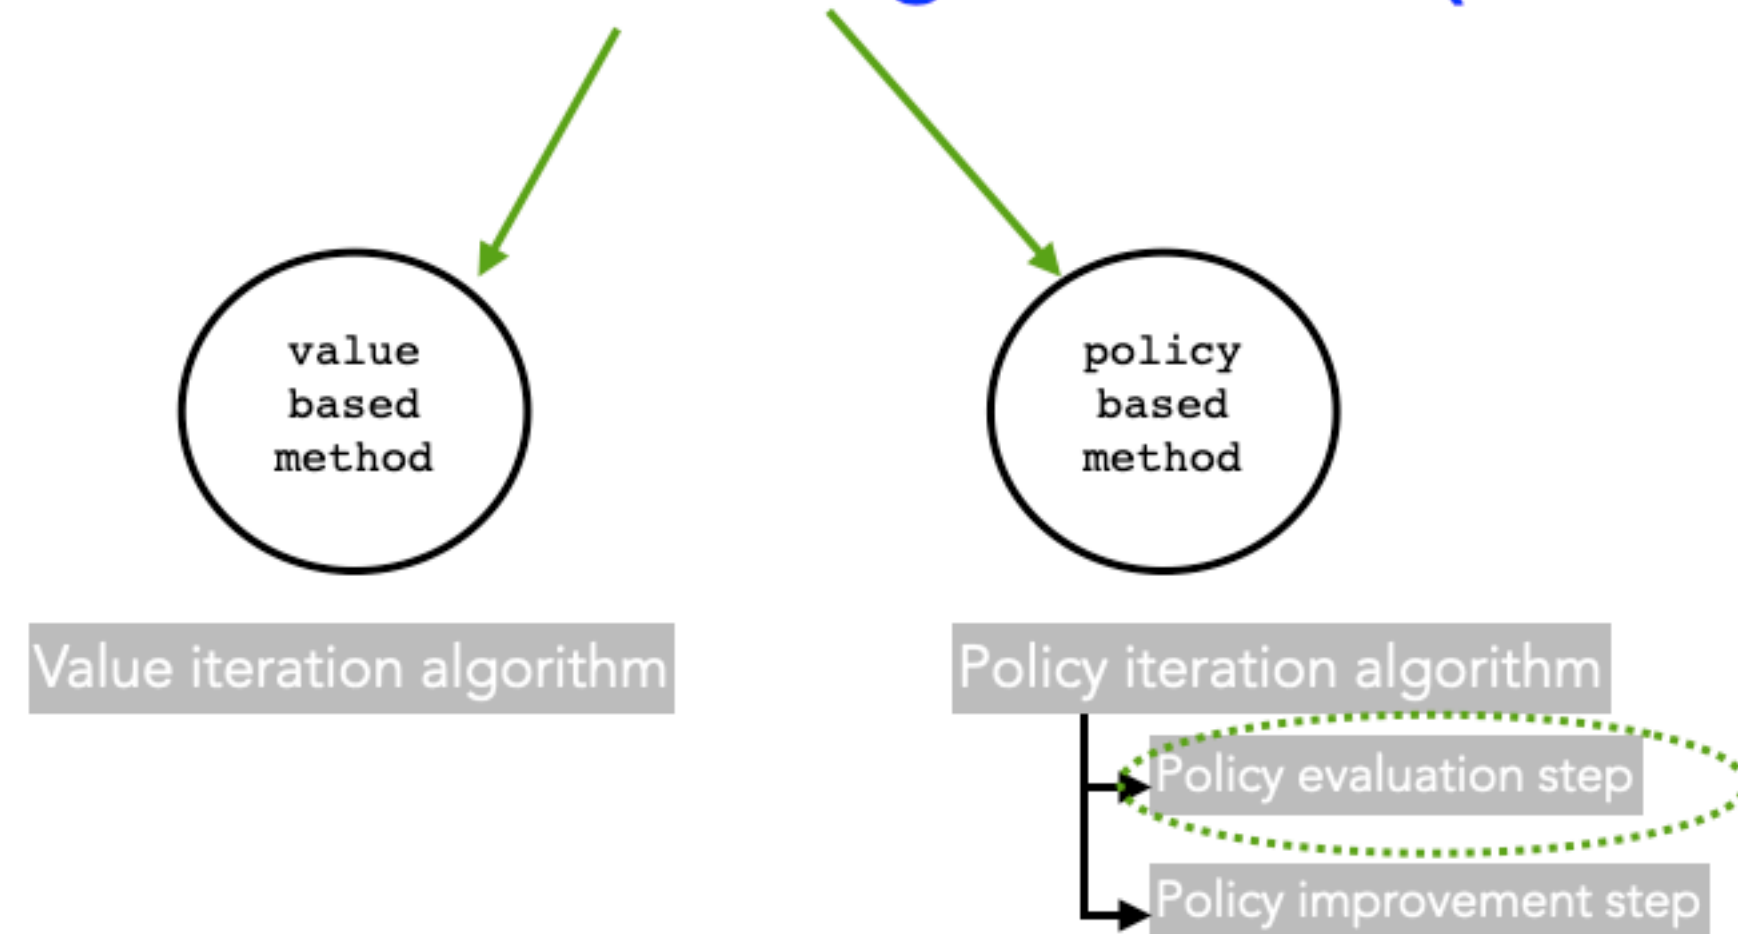 value
based
method
policy
based
method
Value iteration algorithm
Policy iteration algorithm
Policy evaluation step
Policy improvement step